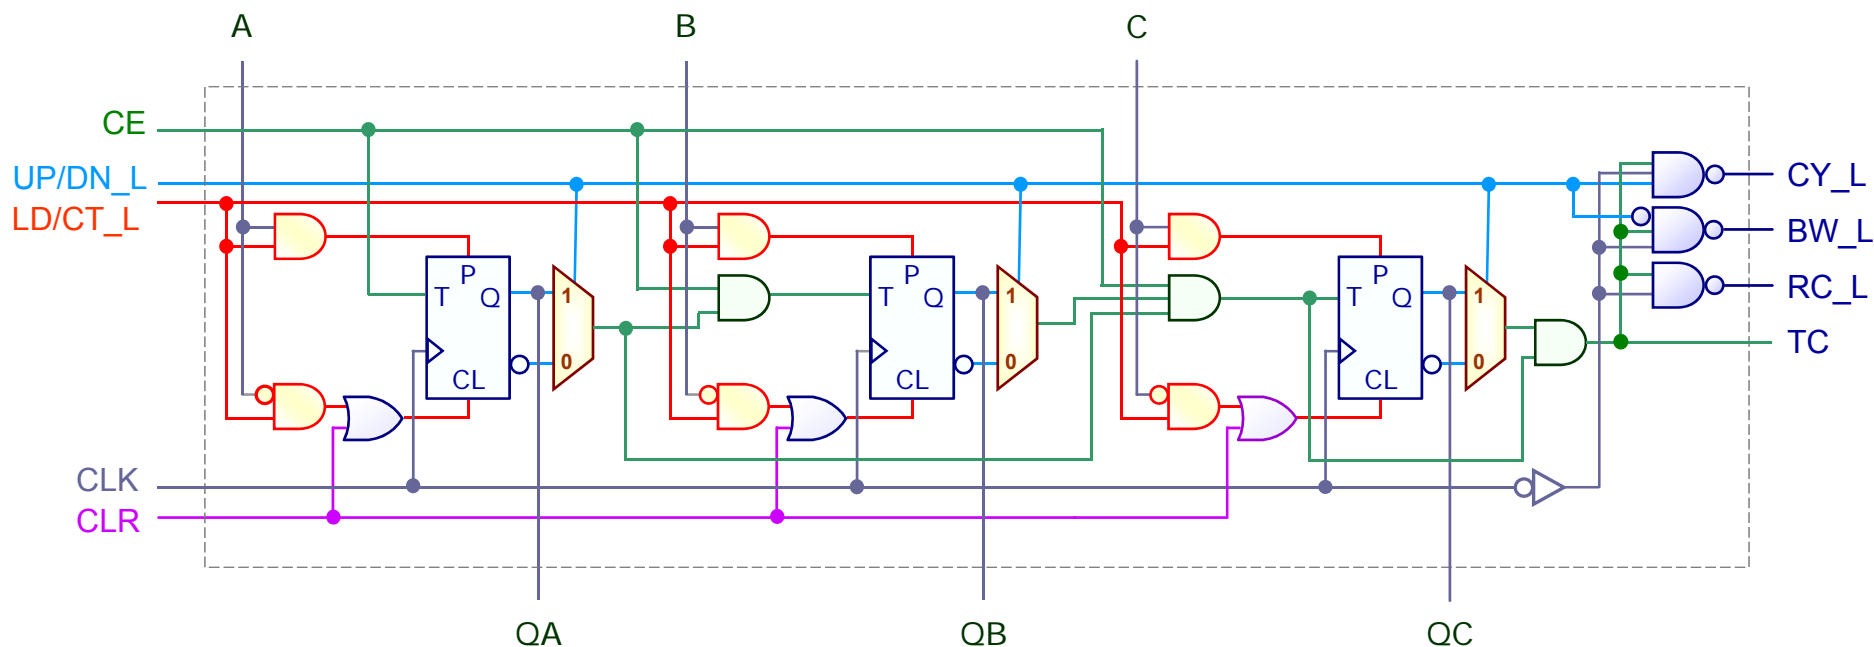 A B C
CE
UP/DN_L
LD/CT_L
CY_L
BW_L
RC_L
TC
P P P
T Q 1 T Q 1 T Q 1
0 0 0
CL CL CL
CLK
CLR
QA QB QC